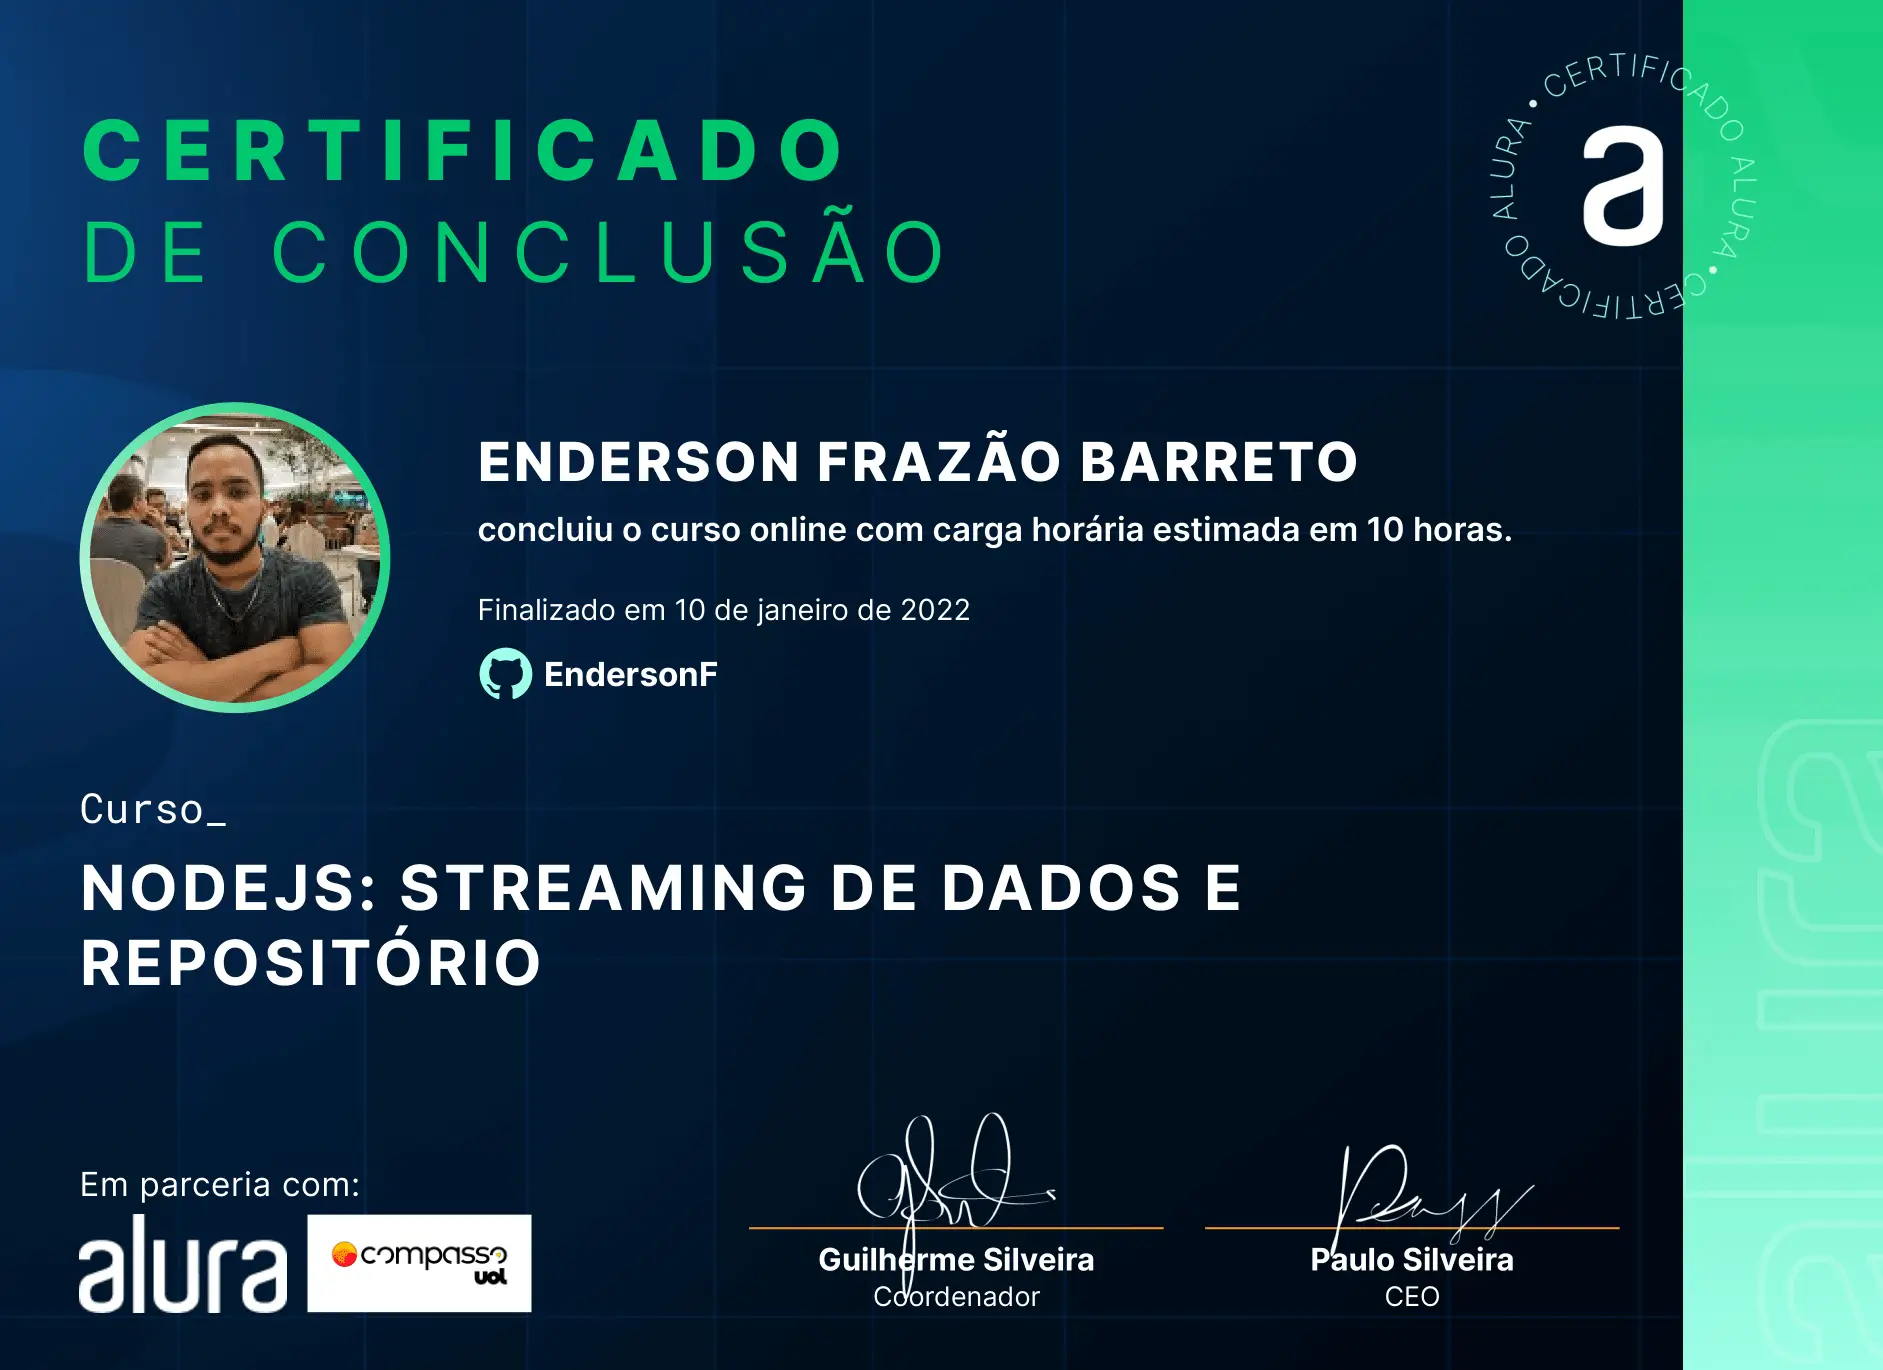 CERTIFICADO
DE CONCLUSÃO
CERTIFICADO ALURA • CERTIFICADO ALURA •
a
ENDERSON FRAZÃO BARRETO
concluiu o curso online com carga horária estimada em 10 horas.
Finalizado em 10 de janeiro de 2022
EndersonF
Curso_
NODEJS: STREAMING DE DADOS E
REPOSITÓRIO
Em parceria com:
alura
compasso
uol
Guilherme Silveira
Coordenador
Paulo Silveira
CEO
alura